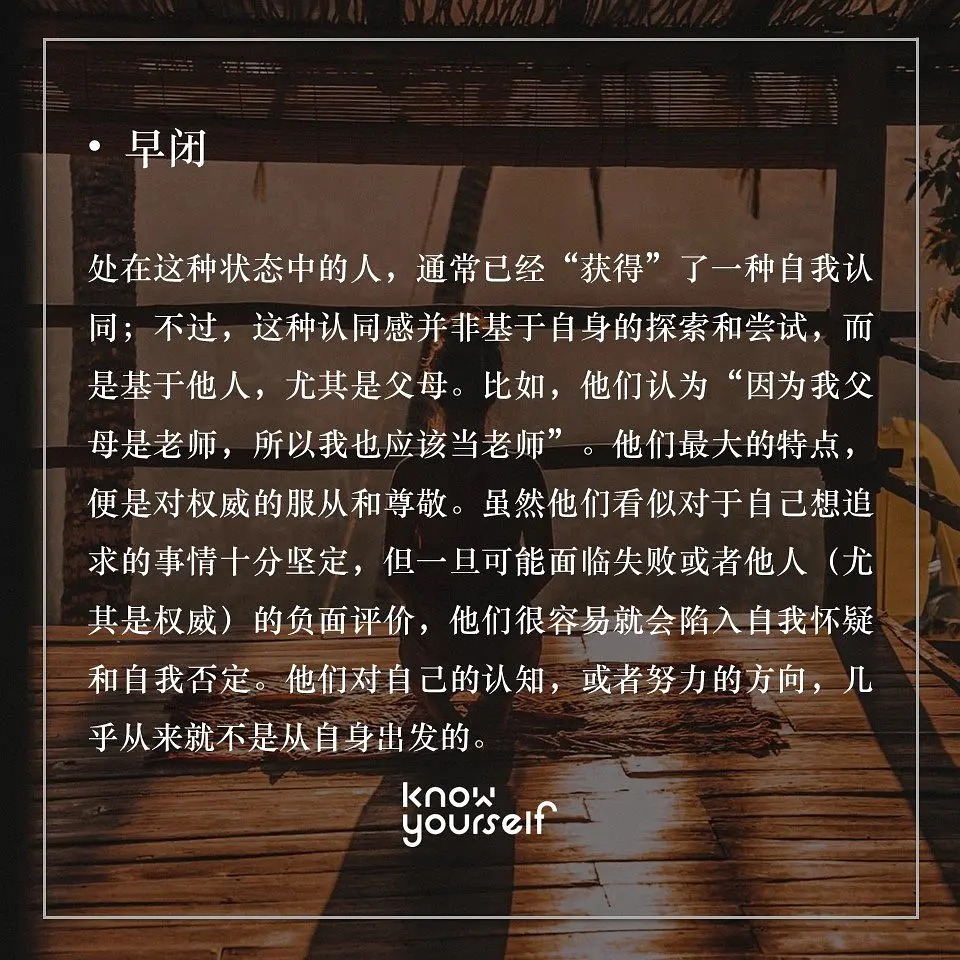 • 早闭
处在这种状态中的人，通常已经“获得”了一种自我认
同；不过，这种认同感并非基于自身的探索和尝试，而
是基于他人，尤其是父母。比如，他们认为“因为我父
母是老师，所以我也应该当老师”。他们最大的特点，
便是对权威的服从和尊敬。虽然他们看似对于自己想追
求的事情十分坚定，但一旦可能面临失败或者他人（尤
其是权威）的负面评价，他们很容易就会陷入自我怀疑
和自我否定。他们对自己的认知，或者努力的方向，几
乎从来就不是从自身出发的。
know
yourself